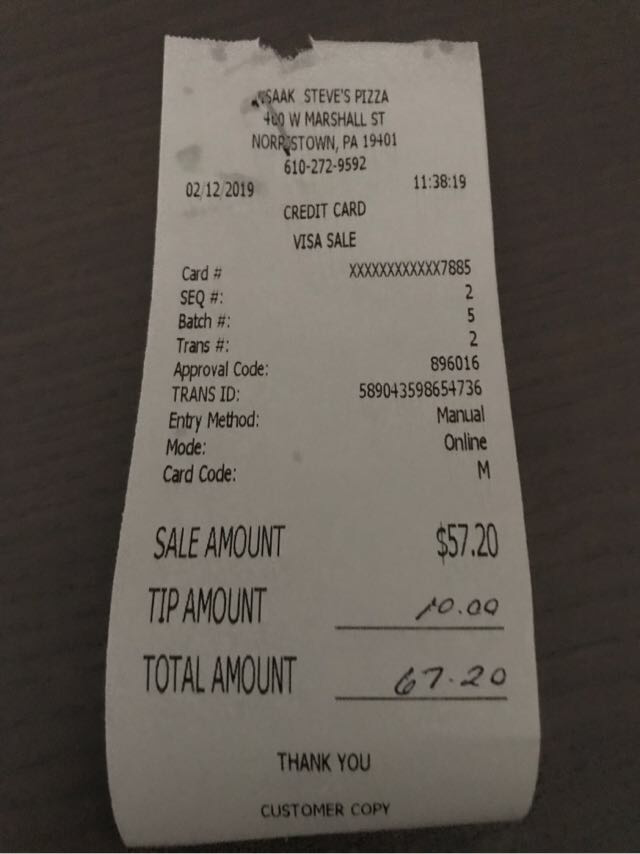 SAAK STEVE'S PIZZA
400 W MARSHALL ST
NORRISTOWN, PA 19401
610-272-9592
02/12/2019 11:38:19
CREDIT CARD
VISA SALE
Card # XXXXXXXXXXXX7885
SEQ #: 2
Batch #: 5
Trans #: 2
Approval Code: 896016
TRANS ID: 589043598654736
Entry Method: Manual
Mode: Online
Card Code: M
SALE AMOUNT $57.20
TIP AMOUNT 10.00
TOTAL AMOUNT 67.20
THANK YOU
CUSTOMER COPY